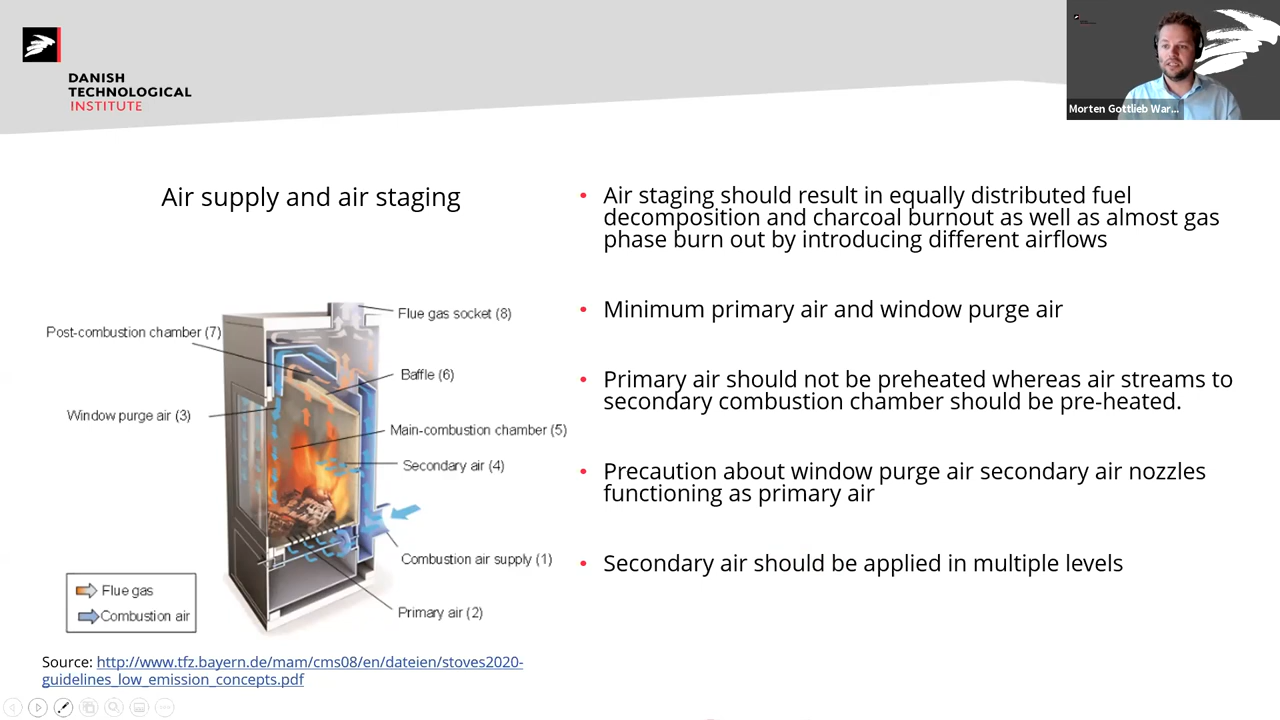 DANISH
TECHNOLOGICAL
INSTITUTE
Morten Gottlieb War...
Air supply and air staging
Flue gas socket (8)
Post-combustion chamber (7)
Baffle (6)
Window purge air (3)
Main-combustion chamber (5)
Secondary air (4)
Combustion air supply (1)
Primary air (2)
Flue gas
Combustion air
Source: http://www.tfz.bayern.de/mam/cms08/en/dateien/stoves2020-
guidelines_low_emission_concepts.pdf
• Air staging should result in equally distributed fuel
decomposition and charcoal burnout as well as almost gas
phase burn out by introducing different airflows
• Minimum primary air and window purge air
• Primary air should not be preheated whereas air streams to
secondary combustion chamber should be pre-heated.
• Precaution about window purge air secondary air nozzles
functioning as primary air
• Secondary air should be applied in multiple levels